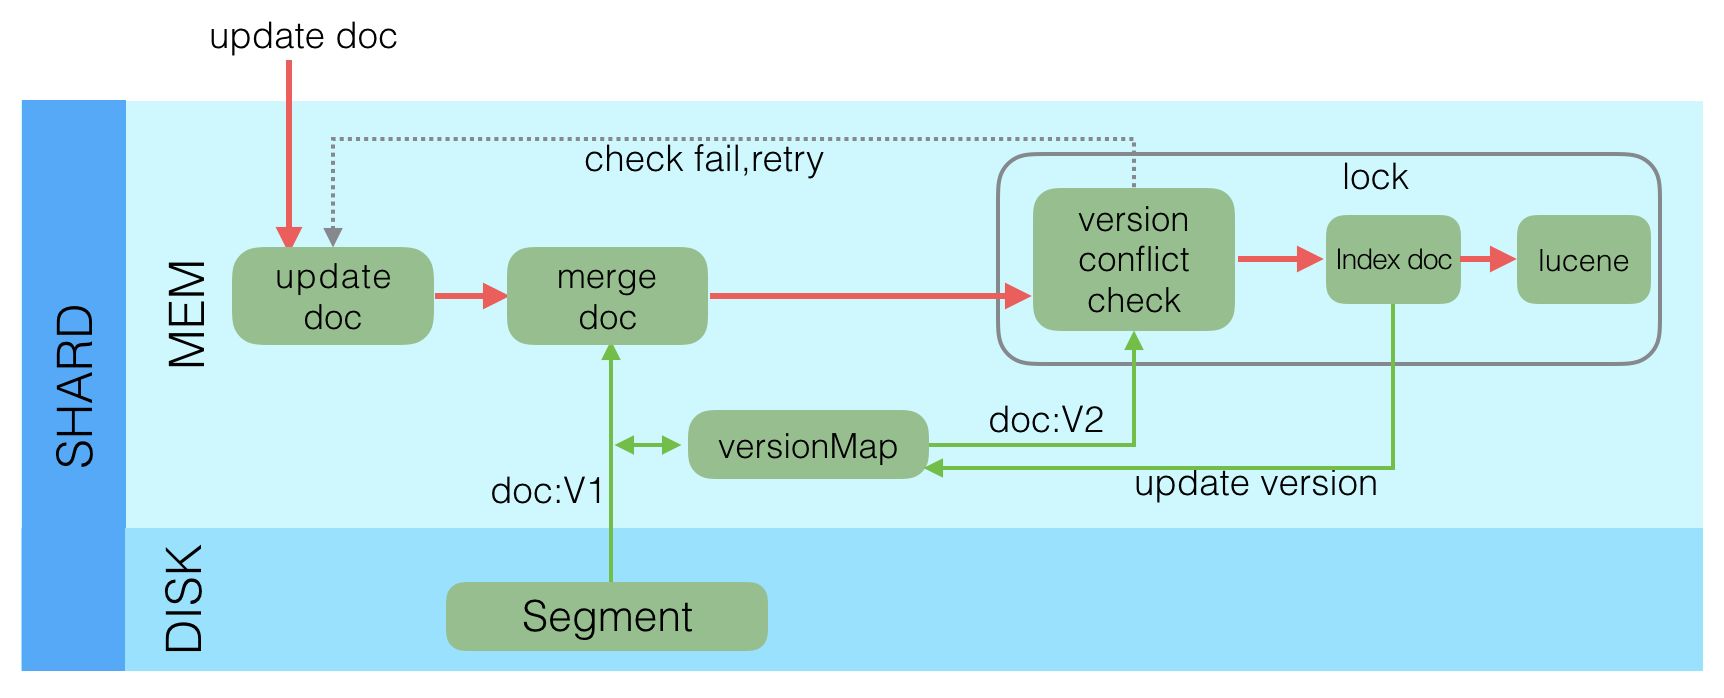 update doc
check fail,retry
lock
version
conflict
check
Index doc
lucene
update
doc
merge
doc
MEM
SHARD
doc:V2
versionMap
update version
doc:V1
DISK
Segment